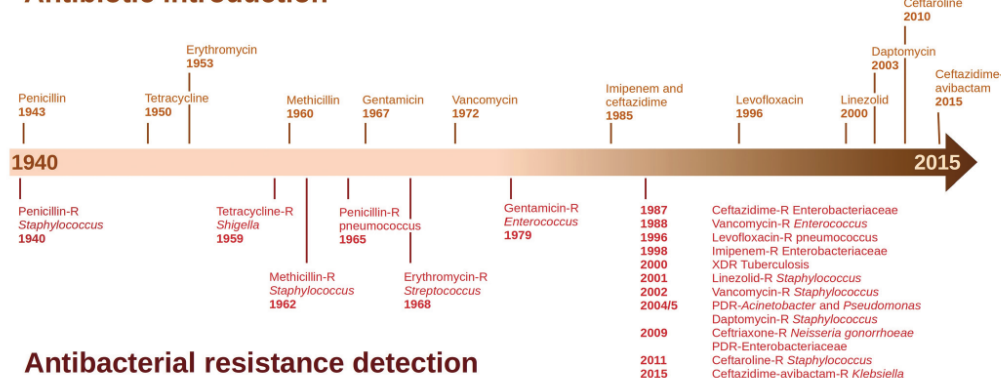 Antibiotic introduction
Ceftaroline
2010
Erythromycin
1953
Daptomycin
2003
Ceftazidime-
avibactam
2015
Penicillin
1943
Tetracycline
1950
Methicillin
1960
Gentamicin
1967
Vancomycin
1972
Imipenem and
ceftazidime
1985
Levofloxacin
1996
Linezolid
2000
1940
2015
Penicillin-R
Staphylococcus
1940
Tetracycline-R
Shigella
1959
Penicillin-R
pneumococcus
1965
Gentamicin-R
Enterococcus
1979
Methicillin-R
Staphylococcus
1962
Erythromycin-R
Streptococcus
1968
1987 Ceftazidime-R Enterobacteriaceae
1988 Vancomycin-R Enterococcus
1996 Levofloxacin-R pneumococcus
1998 Imipenem-R Enterobacteriaceae
2000 XDR Tuberculosis
2001 Linezolid-R Staphylococcus
2002 Vancomycin-R Staphylococcus
2004/5 PDR-Acinetobacter and Pseudomonas
Daptomycin-R Staphylococcus
2009 Ceftriaxone-R Neisseria gonorrhoeae
PDR-Enterobacteriaceae
2011 Ceftaroline-R Staphylococcus
2015 Ceftazidime-avibactam-R Klebsiella
Antibacterial resistance detection